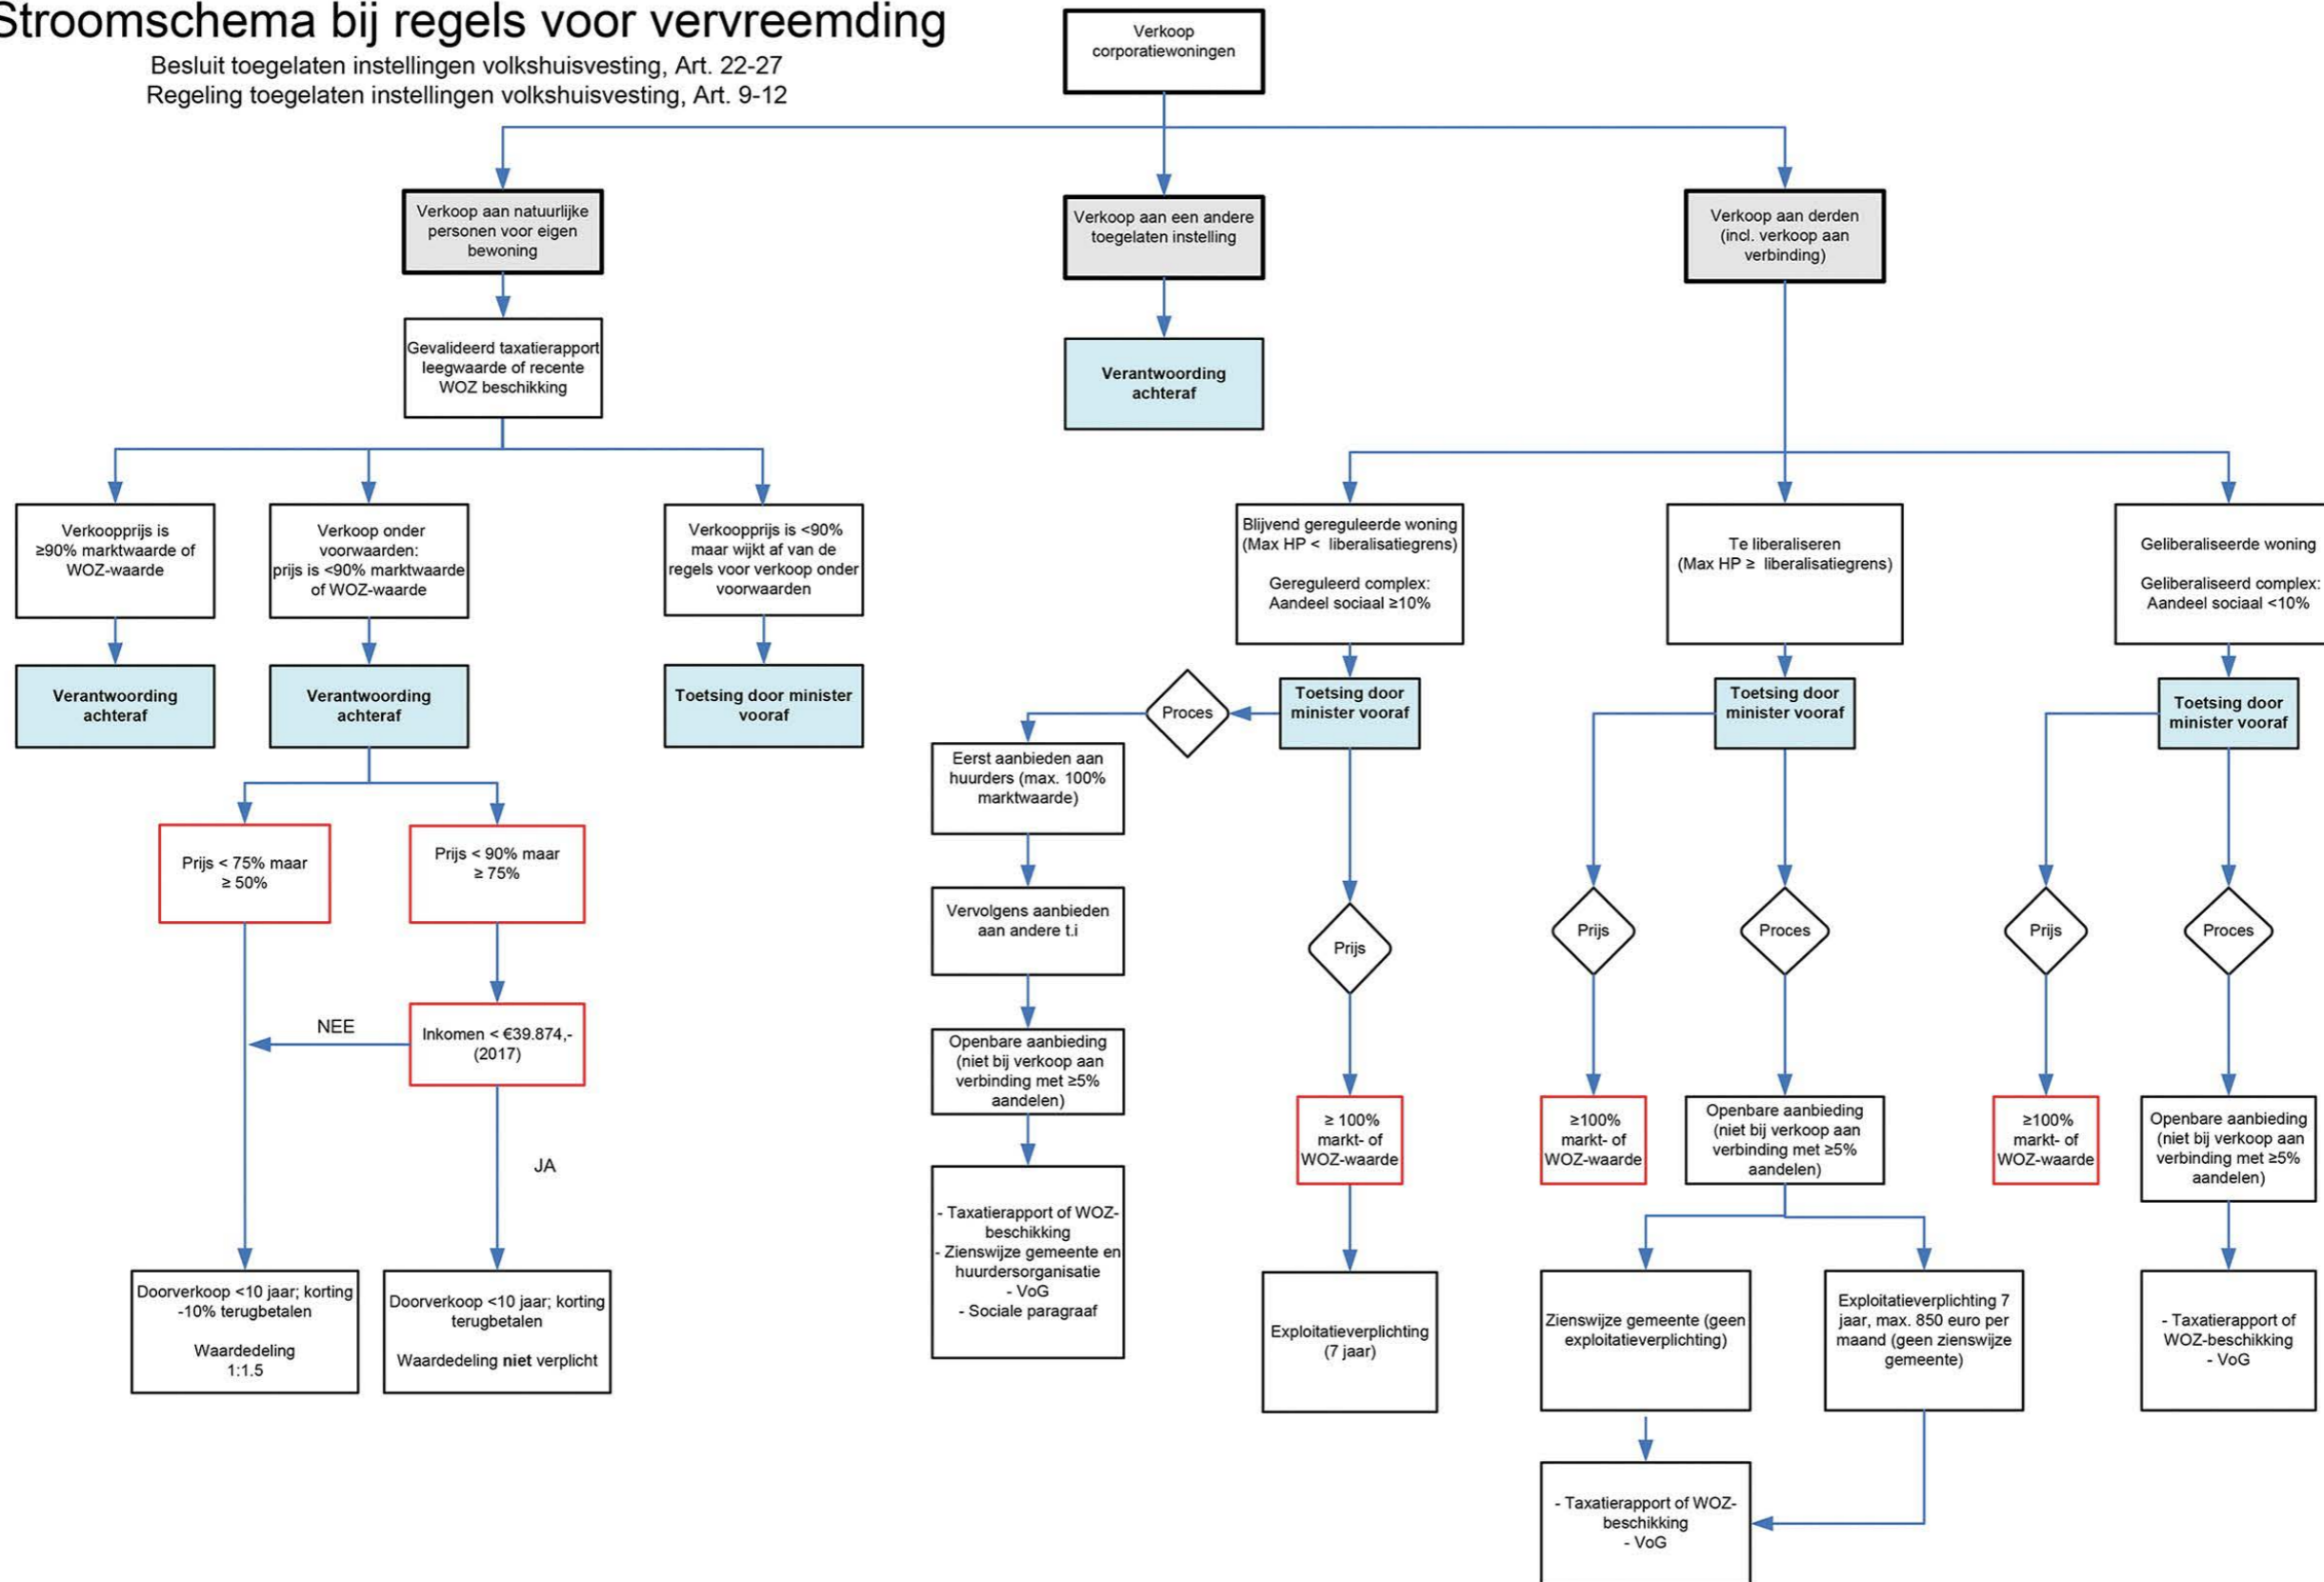 Stroomschema bij regels voor vervreemding
Besluit toegelaten instellingen volkshuisvesting, Art. 22-27
Regeling toegelaten instellingen volkshuisvesting, Art. 9-12
Verkoop
corporatiewoningen
Verkoop aan natuurlijke
personen voor eigen
bewoning
Verkoop aan een andere
toegelaten instelling
Verkoop aan derden
(incl. verkoop aan
verbinding)
Gevalideerd taxatierapport
leegwaarde of recente
WOZ beschikking
Verantwoording
achteraf
Verkoopprijs is
≥90% marktwaarde of
WOZ-waarde
Verkoop onder
voorwaarden:
prijs is <90% marktwaarde
of WOZ-waarde
Verkoopprijs is <90%
maar wijkt af van de
regels voor verkoop onder
voorwaarden
Blijvend gereguleerde woning
(Max HP < liberalisatiegrens)
Gereguleerd complex:
Aandeel sociaal ≥10%
Te liberaliseren
(Max HP ≥ liberalisatiegrens)
Geliberaliseerde woning
Geliberaliseerd complex:
Aandeel sociaal <10%
Verantwoording
achteraf
Verantwoording
achteraf
Toetsing door minister
vooraf
Proces
Toetsing door
minister vooraf
Toetsing door
minister vooraf
Toetsing door
minister vooraf
Eerst aanbieden aan
huurders (max. 100%
marktwaarde)
Prijs < 75% maar
≥ 50%
Prijs < 90% maar
≥ 75%
Vervolgens aanbieden
aan andere t.i
Prijs
Prijs
Proces
Prijs
Proces
NEE
Inkomen < €39.874,-
(2017)
JA
Openbare aanbieding
(niet bij verkoop aan
verbinding met ≥5%
aandelen)
≥ 100%
markt- of
WOZ-waarde
≥100%
markt- of
WOZ-waarde
Openbare aanbieding
(niet bij verkoop aan
verbinding met ≥5%
aandelen)
≥100%
markt- of
WOZ-waarde
Openbare aanbieding
(niet bij verkoop aan
verbinding met ≥5%
aandelen)
- Taxatierapport of WOZ-
beschikking
- Zienswijze gemeente en
huurdersorganisatie
- VoG
- Sociale paragraaf
Doorverkoop <10 jaar; korting
-10% terugbetalen
Waardedeling
1:1.5
Doorverkoop <10 jaar; korting
terugbetalen
Waardedeling niet verplicht
Exploitatieverplichting
(7 jaar)
Zienswijze gemeente (geen
exploitatieverplichting)
Exploitatieverplichting 7
jaar, max. 850 euro per
maand (geen zienswijze
gemeente)
- Taxatierapport of
WOZ-beschikking
- VoG
- Taxatierapport of WOZ-
beschikking
- VoG